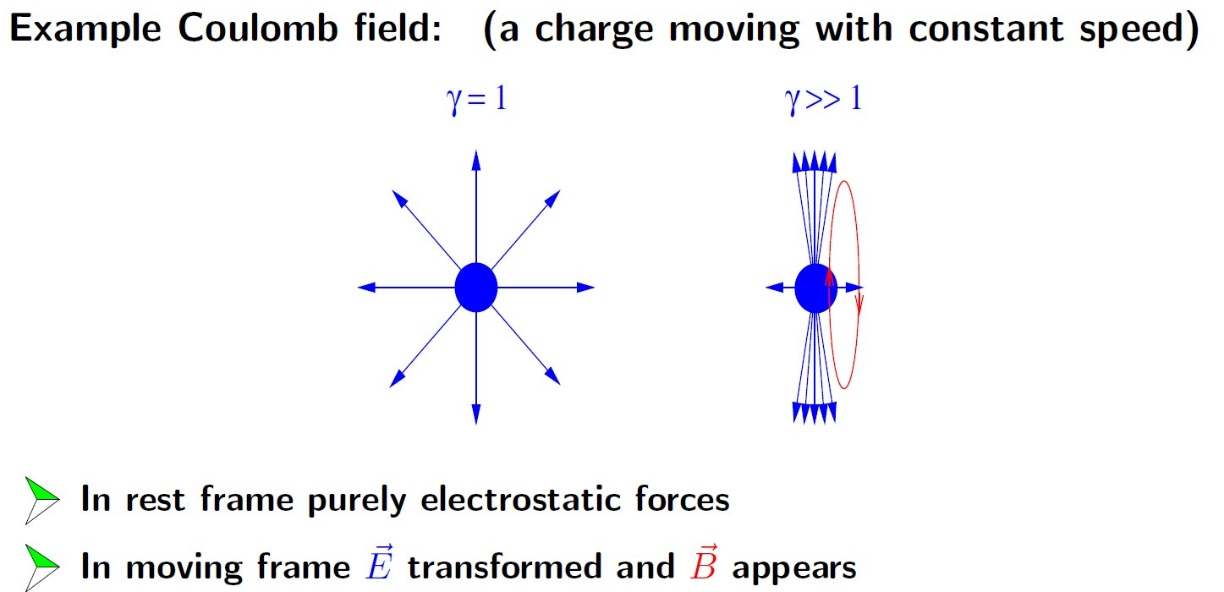 Example Coulomb field: (a charge moving with constant speed)
γ = 1
γ >> 1
In rest frame purely electrostatic forces
In moving frame E⃗ transformed and B⃗ appears